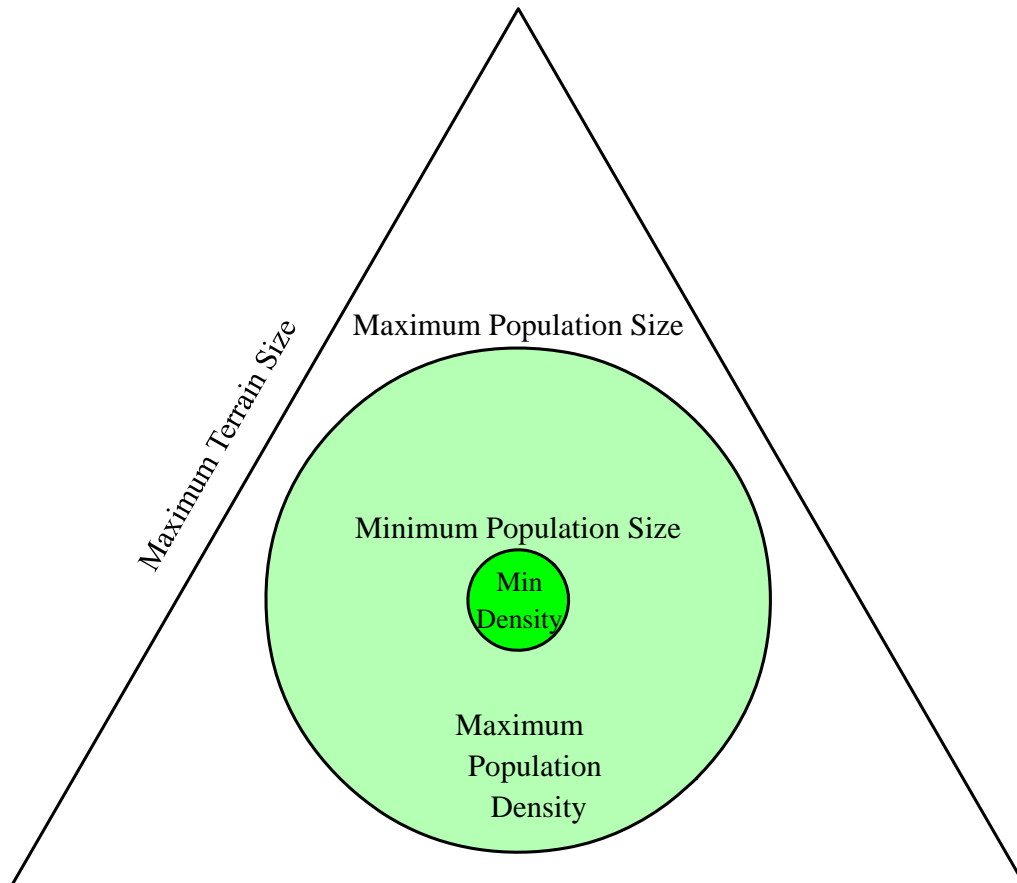 Maximum Population Size
Maximum Terrain Size
Minimum Population Size
Min
Density
Maximum
Population
Density